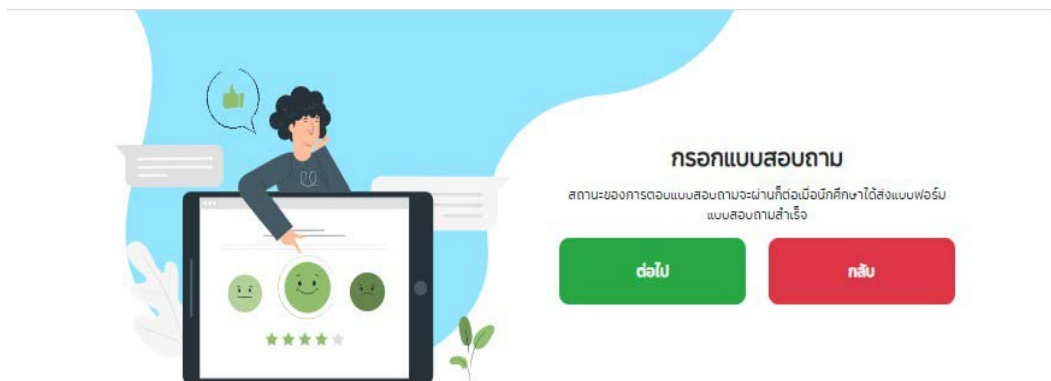 กรอกแบบสอบถาม
สถานะของการตอบแบบสอบถามจะผ่านก็ต่อเมื่อนักศึกษาได้ส่งแบบฟอร์ม
แบบสอบถามสำเร็จ
ต่อไป
กลับ